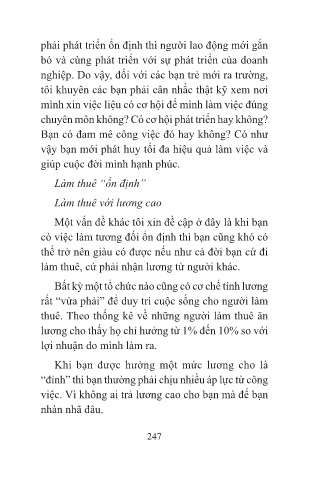 phải phát triển ổn định thì người lao động mới gắn
bó và cùng phát triển với sự phát triển của doanh
nghiệp. Do vậy, đối với các bạn trẻ mới ra trường,
tôi khuyên các bạn phải cân nhắc thật kỹ xem nơi
mình xin việc liệu có cơ hội để mình làm việc đúng
chuyên môn không? Có cơ hội phát triển hay không?
Bạn có đam mê công việc đó hay không? Có như
vậy bạn mới phát huy tối đa hiệu quả làm việc và
giúp cuộc đời mình hạnh phúc.
Làm thuê “ổn định”
Làm thuê với lương cao
Một vấn đề khác tôi xin đề cập ở đây là khi bạn
có việc làm tương đối ổn định thì bạn cũng khó có
thể trở nên giàu có được nếu như cả đời bạn cứ đi
làm thuê, cứ phải nhận lương từ người khác.
Bất kỳ một tổ chức nào cũng có cơ chế tính lương
rất “vừa phải” để duy trì cuộc sống cho người làm
thuê. Theo thống kê về những người làm thuê ăn
lương cho thấy họ chỉ hưởng từ 1% đến 10% so với
lợi nhuận do mình làm ra.
Khi bạn được hưởng một mức lương cho là
“đỉnh” thì bạn thường phải chịu nhiều áp lực từ công
việc. Vì không ai trả lương cao cho bạn mà để bạn
nhàn nhã đâu.
247